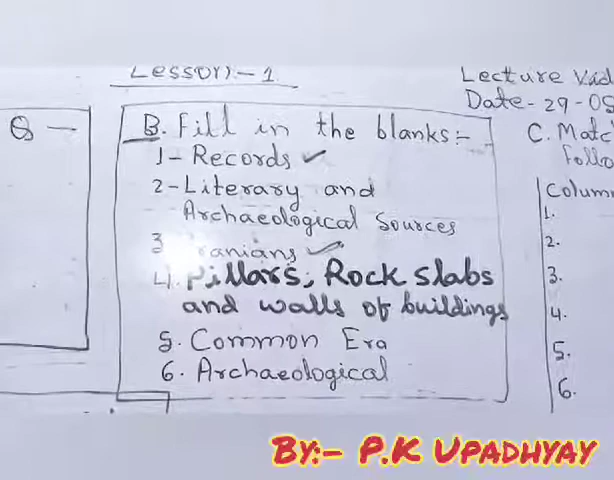 Lesson - 1
Lecture
Date - 29-05
Q —
B. Fill in the blanks :-
1- Records ✓
2- Literary and
Archaeological Sources
3 ranians ✓
4. Pillars, Rock slabs
and walls of buildings
5. Common Era
6. Archaeological
C. Matc
Follo
Column
1.
2.
3.
4.
5.
6.
BY:- P.K UPADHYAY